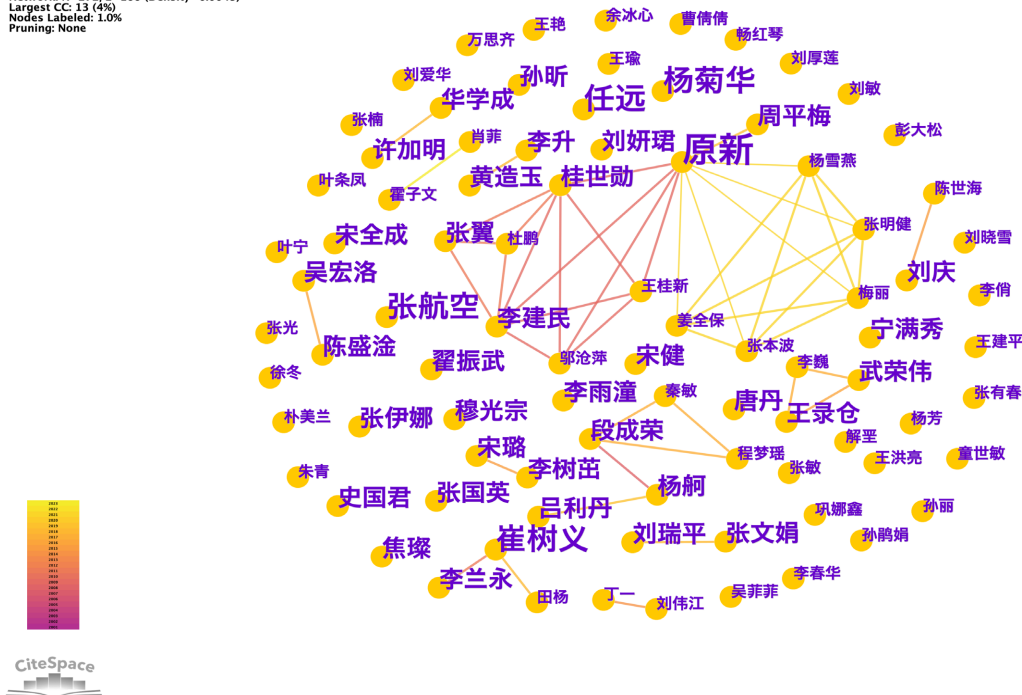 Largest CC: 13 (4%)
Nodes Labeled: 1.0%
Pruning: None
余冰心
曹倩倩
王艳
万思齐
畅红琴
王瑜
刘厚莲
刘爱华
孙昕
杨菊华
刘敏
华学成
任远
周平梅
张楠
肖菲
李升
刘妍珺
原新
彭大松
许加明
杨雪燕
叶条凤
霍子文
黄造玉
桂世勋
陈世海
张翼
杜鹏
张明健
宋全成
刘晓雪
叶宁
吴宏洛
刘庆
王桂新
梅丽
李俏
张航空
李建民
姜全保
张光
宁满秀
陈盛淦
王建平
翟振武
邬沧萍
宋健
张本波
李巍
徐冬
武荣伟
李雨潼
秦敏
张有春
唐丹
王录仓
朴美兰
张伊娜
穆光宗
段成荣
杨芳
解罡
宋璐
程梦瑶
王洪亮
童世敏
朱青
李树茁
张敏
史国君
张国英
杨舸
吕利丹
巩娜鑫
孙丽
崔树义
刘瑞平
张文娟
孙鹃娟
焦璨
李兰永
李春华
田杨
丁一
刘伟江
吴菲菲
CiteSpace